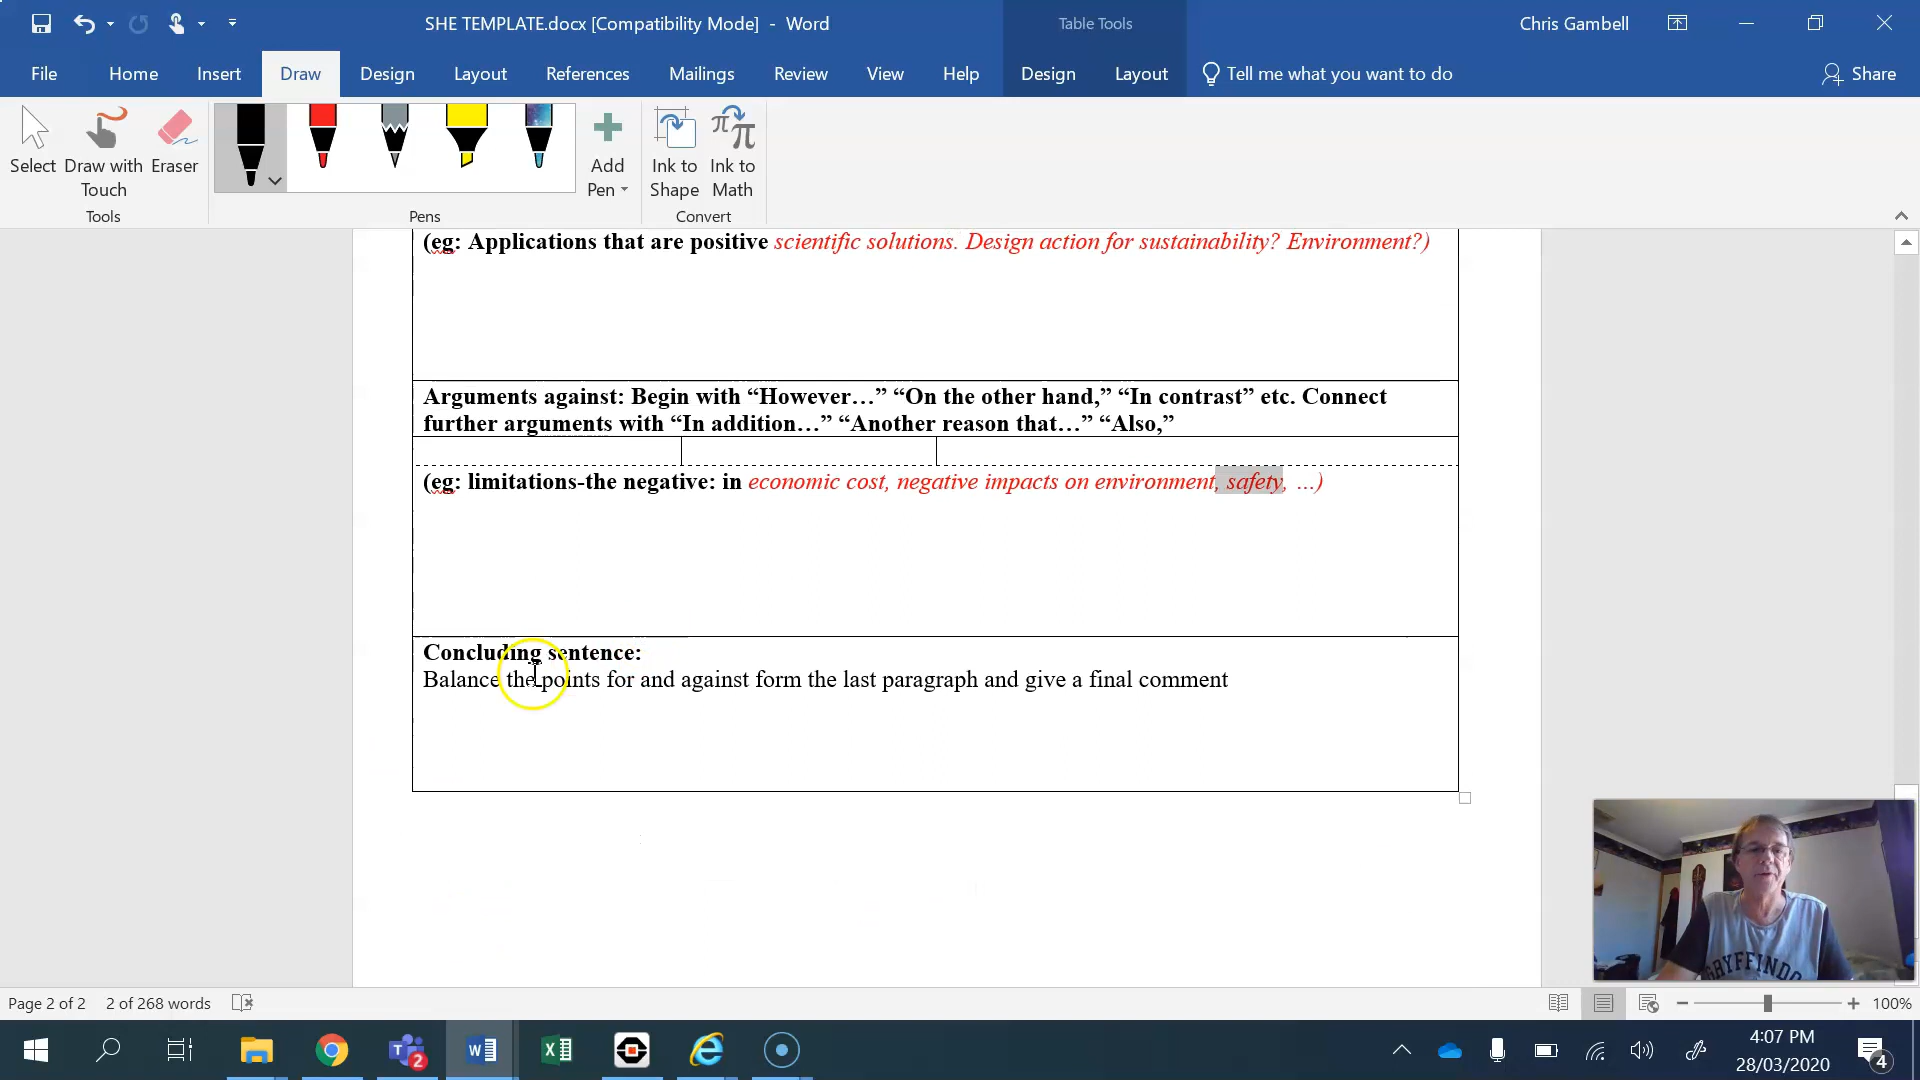 SHE TEMPLATE.docx [Compatibility Mode] - Word
Table Tools
Chris Gambell
File Home Insert Draw Design Layout References Mailings Review View Help Design Layout Tell me what you want to do Share
Select
Draw with
Touch
Eraser
Add
Pen
Ink to
Shape
Ink to
Math
Tools
Pens
Convert
(eg: Applications that are positive scientific solutions. Design action for sustainability? Environment?)
Arguments against: Begin with “However…” “On the other hand,” “In contrast” etc. Connect
further arguments with “In addition…” “Another reason that…” “Also,”
(eg: limitations-the negative: in economic cost, negative impacts on environment, safety, …)
Concluding sentence:
Balance the points for and against form the last paragraph and give a final comment
GRYFFINDO
Page 2 of 2 2 of 268 words
100%
2
4:07 PM
28/03/2020
4